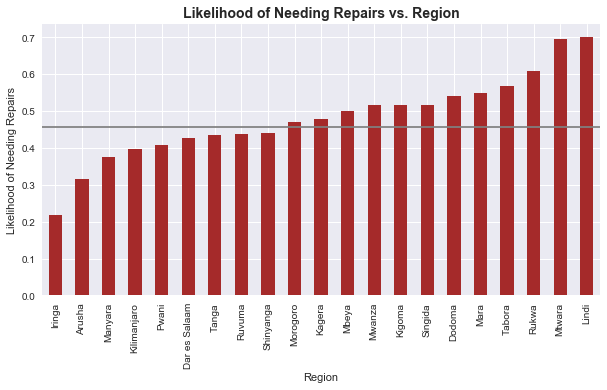 Likelihood of Needing Repairs vs. Region
Likelihood of Needing Repairs
0.7
0.6
0.5
0.4
0.3
0.2
0.1
0.0
Iringa
Arusha
Manyara
Kilimanjaro
Pwani
Dar es Salaam
Tanga
Ruvuma
Shinyanga
Morogoro
Kagera
Mbeya
Mwanza
Kigoma
Singida
Dodoma
Mara
Tabora
Rukwa
Mtwara
Lindi
Region